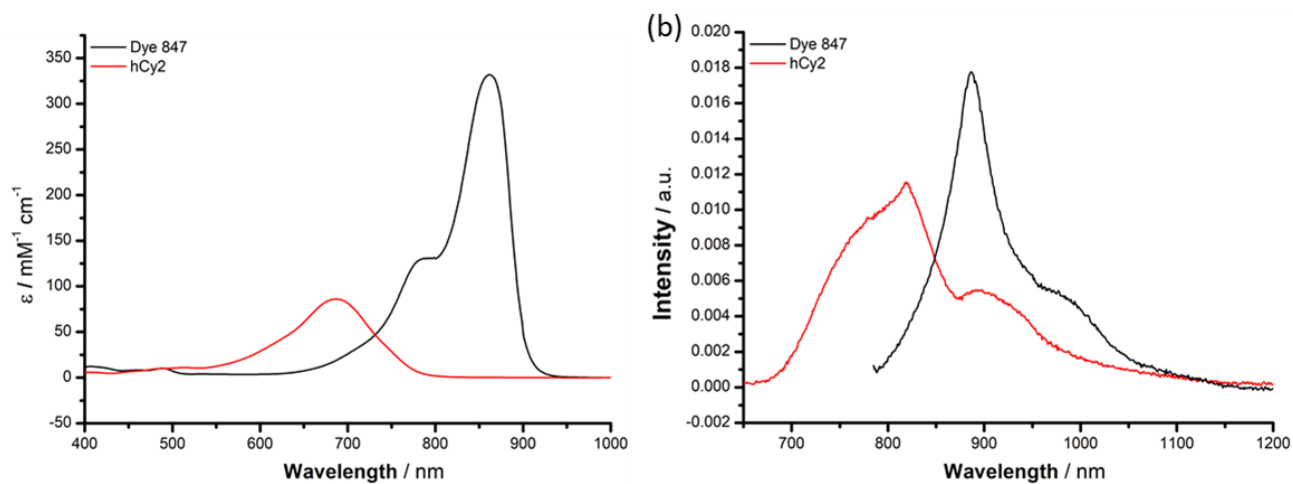 Dye 847
hCy2
350
300
250
200
150
100
50
0
-50
ε / mM⁻¹ cm⁻¹
400 500 600 700 800 900 1000
Wavelength / nm
(b)
Dye 847
hCy2
0.020
0.018
0.016
0.014
0.012
0.010
0.008
0.006
0.004
0.002
0.000
-0.002
Intensity / a.u.
700 800 900 1000 1100 1200
Wavelength / nm